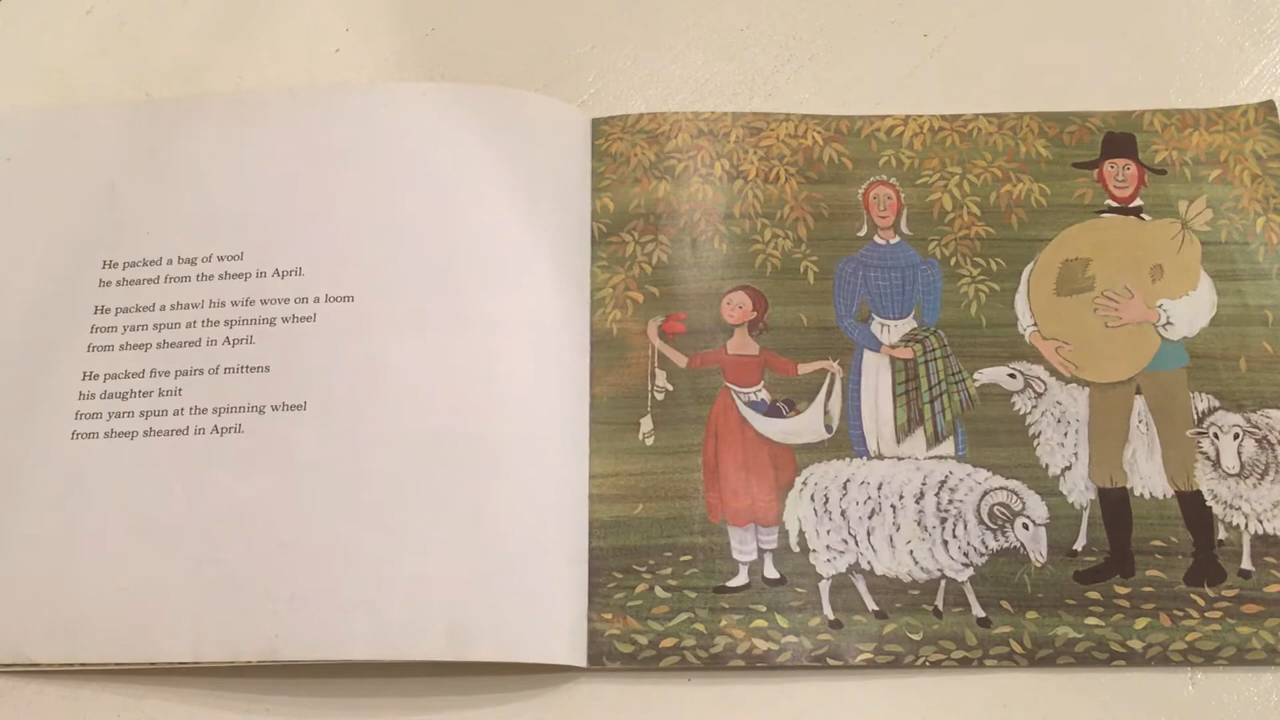 He packed a bag of wool
he sheared from the sheep in April.
He packed a shawl his wife wove on a loom
from yarn spun at the spinning wheel
from sheep sheared in April.
He packed five pairs of mittens
his daughter knit
from yarn spun at the spinning wheel
from sheep sheared in April.